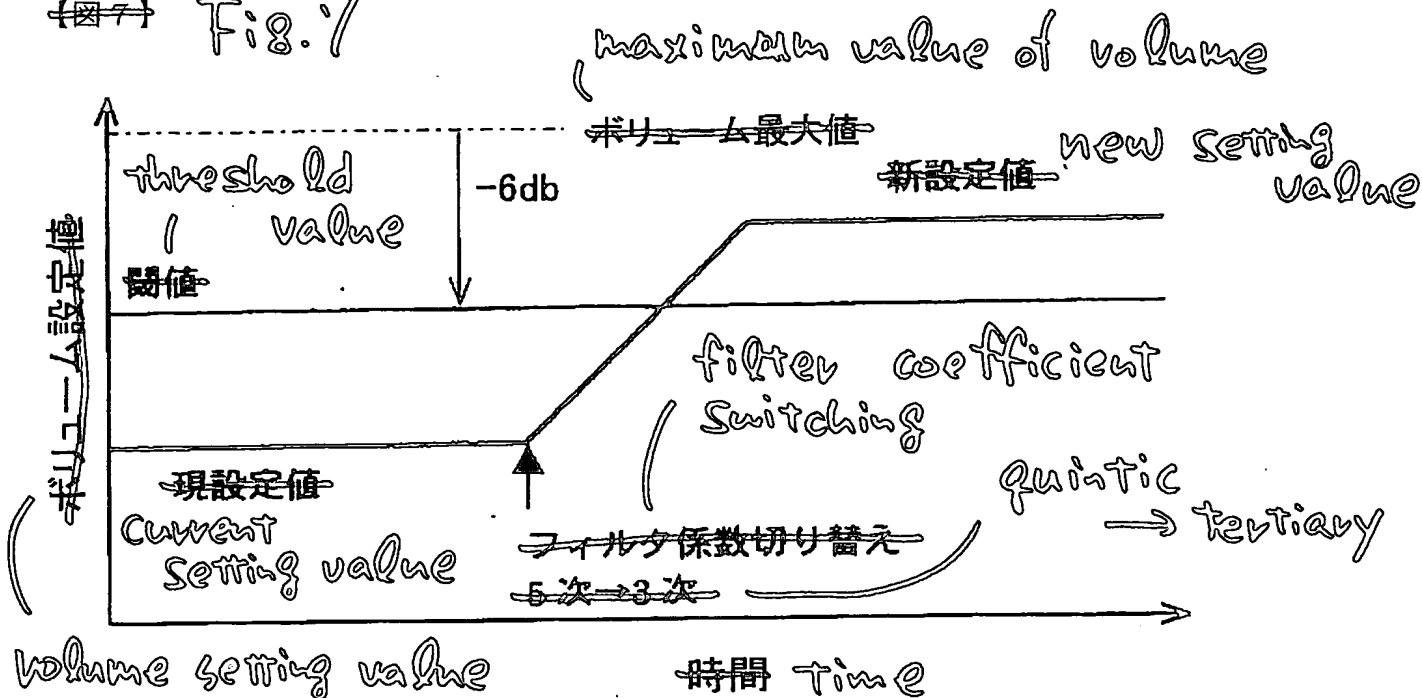 【図7】 Fig. 7
maximum value of volume
ボリューム最大値
threshold
value
-6db
新設定値 new setting
value
閾値
ボリューム設定値
filter coefficient
switching
現設定値
current
setting value
quintic
→ tertiary
フィルタ係数切り替え
5次→3次
volume setting value
時間 Time